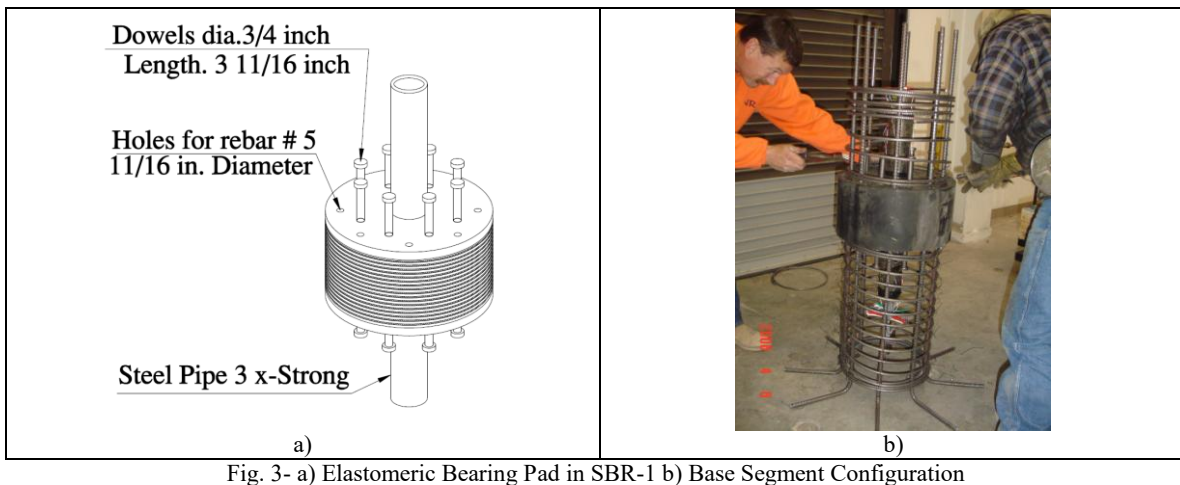 Dowels dia.3/4 inch
Length. 3 11/16 inch
Holes for rebar # 5
11/16 in. Diameter
Steel Pipe 3 x-Strong
a)
b)
Fig. 3- a) Elastomeric Bearing Pad in SBR-1 b) Base Segment Configuration